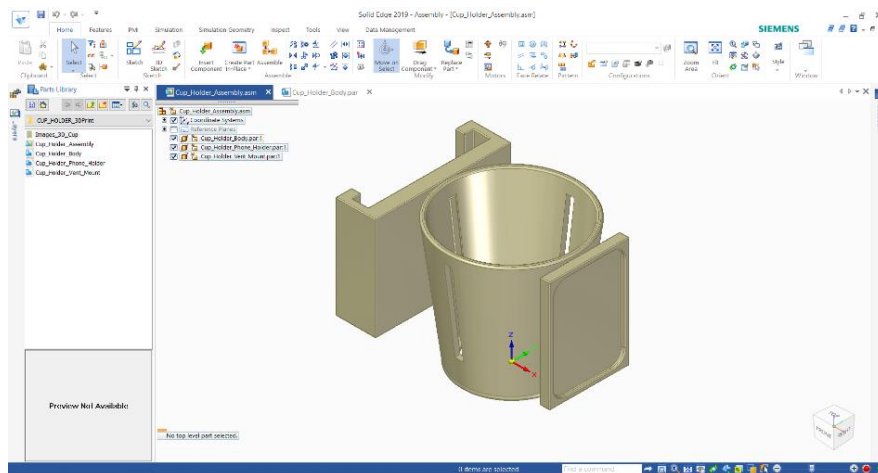 Solid Edge 2019 - Assembly - [Cup_Holder_Assembly.asm]
Home Features PMI Simulation Simulation Geometry Inspect Tools View Data Management
SIEMENS
Paste
Select
Sketch
3D Sketch
Insert Component
Create Part In-Place
Assemble
Move on Select
Drag Component
Replace Part
Zoom Area
Fit
Style
Clipboard
Select
Sketch
Assemble
Modify
Motors
Face Relate
Pattern
Configurations
Orient
Window
Parts Library
Cup_Holder_Assembly.asm
Cup_Holder_Body.par
CUP_HOLDER_3DPrint
Images_3D_Cup
Cup_Holder_Assembly
Cup_Holder_Body
Cup_Holder_Phone_Holder
Cup_Holder_Vent_Mount
Cup_Holder_Assembly.asm
Coordinate Systems
Reference Planes
Cup_Holder_Body.par:1
Cup_Holder_Phone_Holder.par:1
Cup_Holder_Vent_Mount.par:1
Z
X
Preview Not Available
No top level part selected.
0 items are selected
Find a command